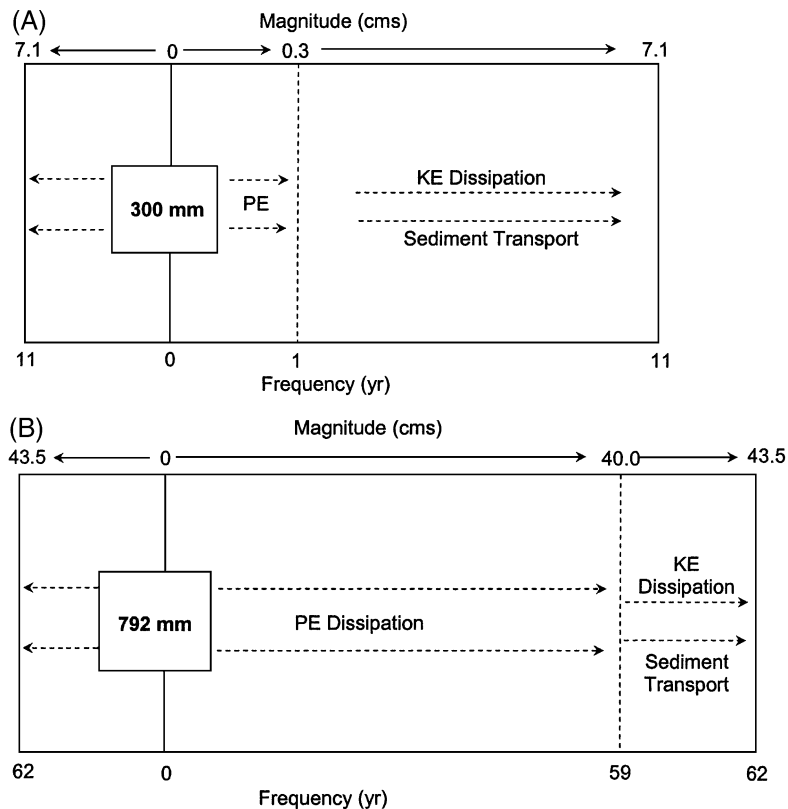 (A)
Magnitude (cms)
7.1 0 0.3 7.1
KE Dissipation
300 mm PE
Sediment Transport
11 0 1 11
Frequency (yr)
(B)
Magnitude (cms)
43.5 0 40.0 43.5
KE
Dissipation
792 mm PE Dissipation
Sediment
Transport
62 0 59 62
Frequency (yr)